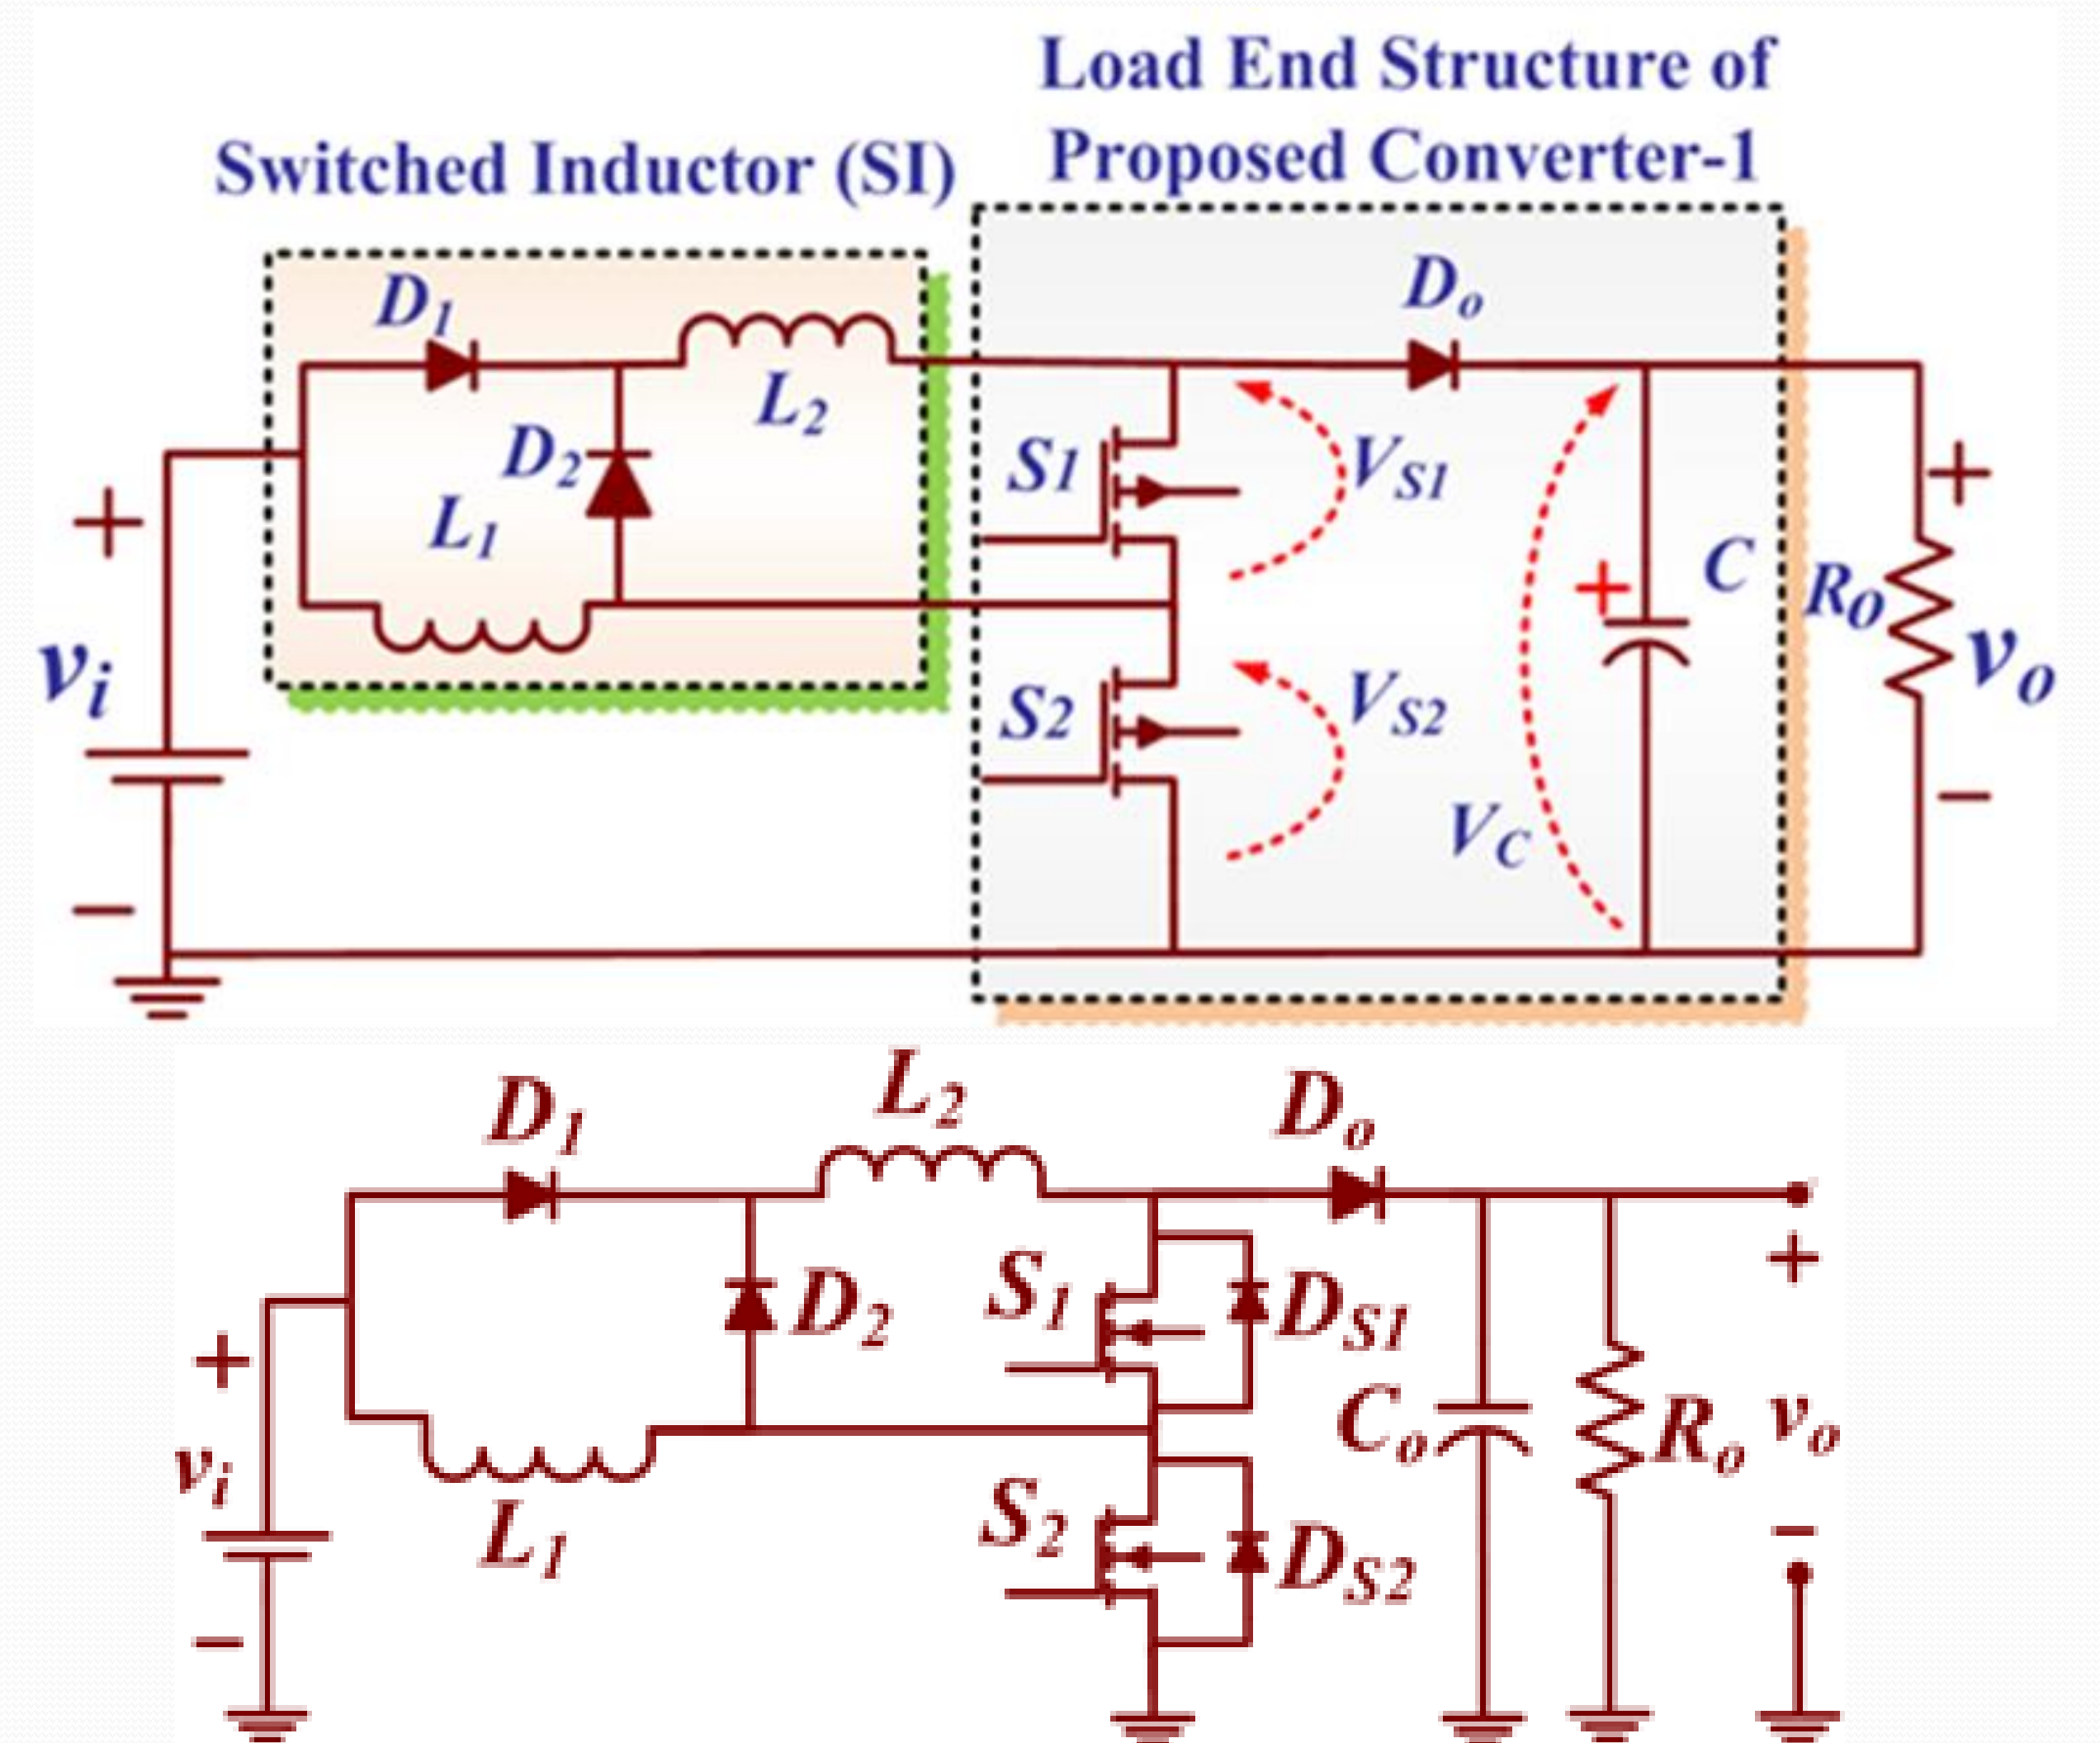 Load End Structure of
Proposed Converter-1
Switched Inductor (SI)
D1
Do
L2
D2
S1
VS1
L1
+
+
+
C
RO
vi
vo
S2
VS2
VC
−
−
L2
D1
Do
S1
DS1
D2
+
+
Co
Ro
vo
vi
L1
S2
DS2
−
−